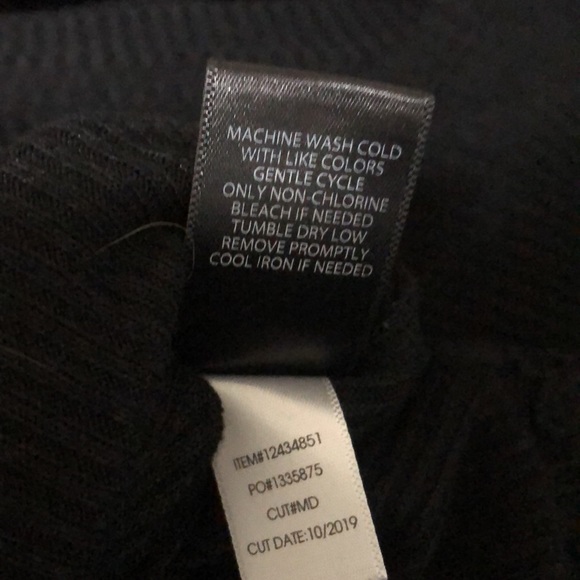 MACHINE WASH COLD
WITH LIKE COLORS
GENTLE CYCLE
ONLY NON-CHLORINE
BLEACH IF NEEDED
TUMBLE DRY LOW
REMOVE PROMPTLY
COOL IRON IF NEEDED
ITEM#12434851
PO#1335875
CUT#MD
CUT DATE:10/2019